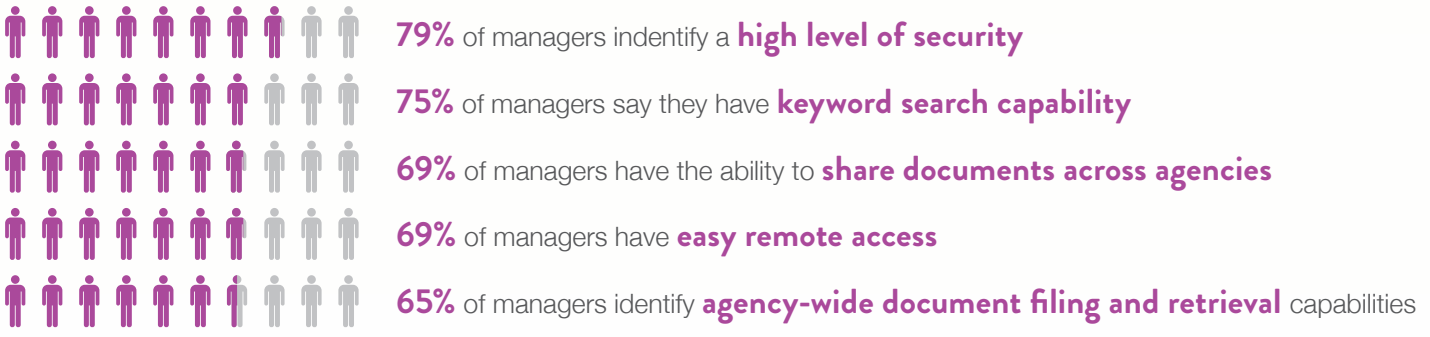 79% of managers indentify a high level of security
75% of managers say they have keyword search capability
69% of managers have the ability to share documents across agencies
69% of managers have easy remote access
65% of managers identify agency-wide document filing and retrieval capabilities